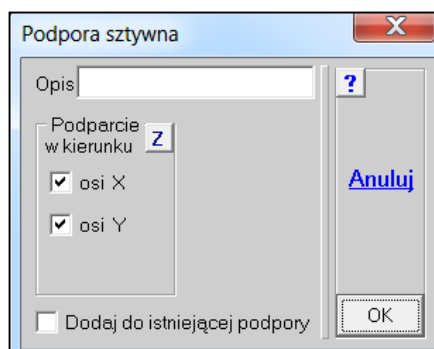 Podpora sztywna
X
Opis
?
Podparcie
w kierunku Z
osi X
Anuluj
osi Y
Dodaj do istniejącej podpory
OK